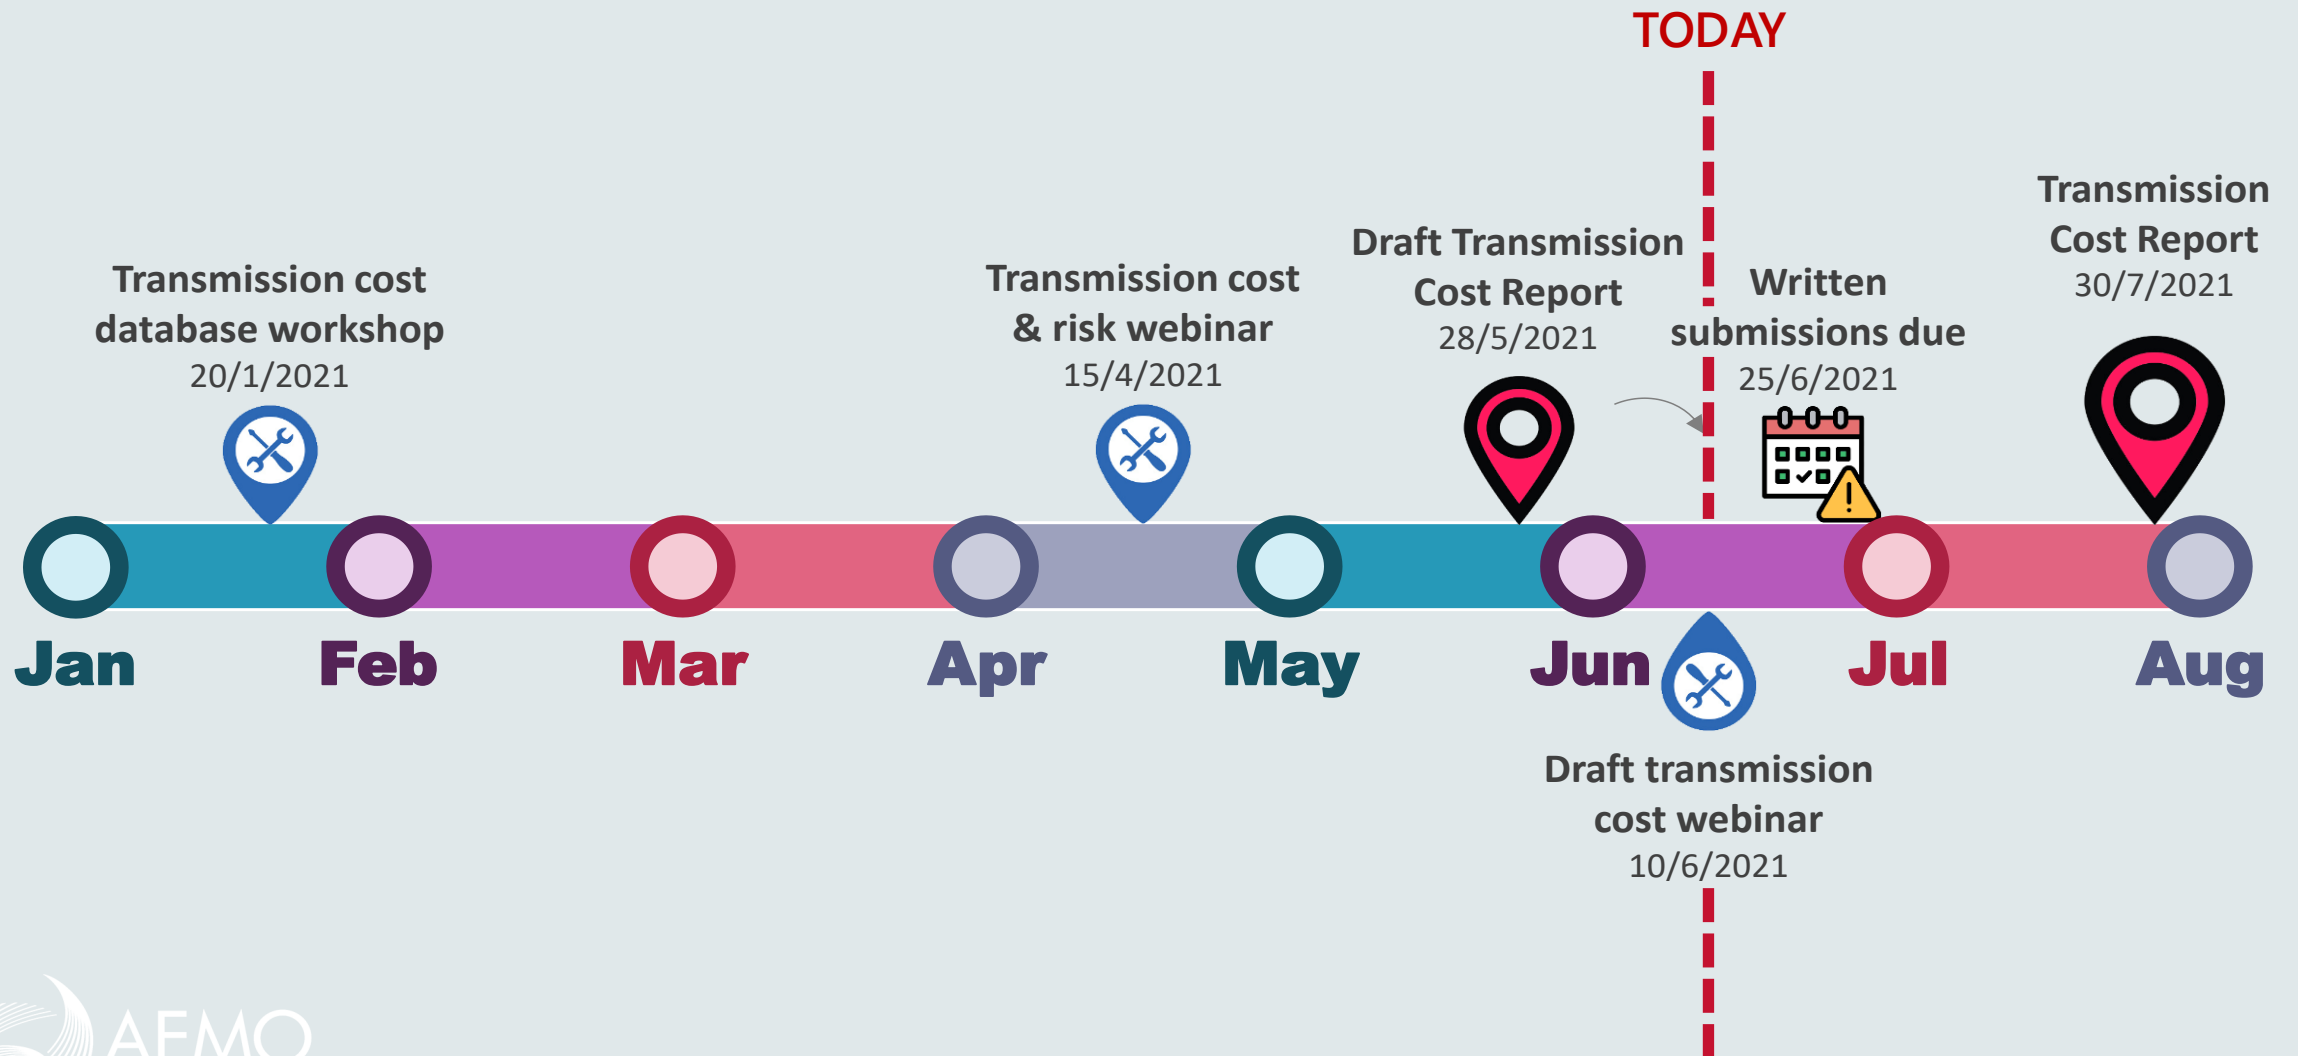 TODAY
Transmission cost
database workshop
20/1/2021
Transmission cost
& risk webinar
15/4/2021
Draft Transmission
Cost Report
28/5/2021
Written
submissions due
25/6/2021
Transmission
Cost Report
30/7/2021
Jan
Feb
Mar
Apr
May
Jun
Jul
Aug
Draft transmission
cost webinar
10/6/2021
AEMO